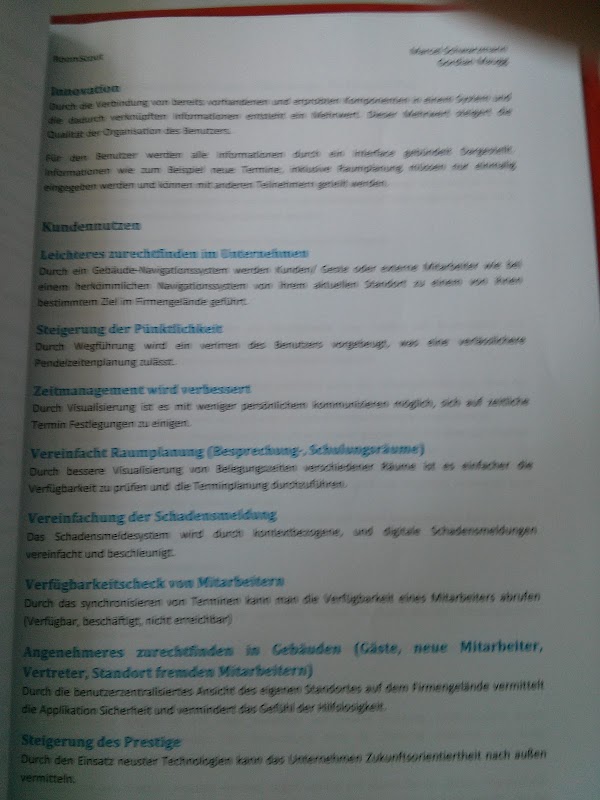 RoomScout
Innovation
Durch die Verbindung von bereits vorhandenen und erprobten Komponenten in einem System und
die dadurch verknüpften Informationen entsteht ein Mehrwert. Dieser Mehrwert steigert die
Qualität der Organisation des Benutzers.
Für den Benutzer werden alle Informationen durch ein Interface gebündelt dargestellt.
Informationen wie zum Beispiel neue Termine, inklusive Raumplanung müssen nur einmalig
eingegeben werden und können mit anderen Teilnehmern geteilt werden.
Kundennutzen
Leichteres zurechtfinden im Unternehmen
Durch ein Gebäude-Navigationssystem werden Kunden/ Gäste oder externe Mitarbeiter wie bei
einem herkömmlichen Navigationssystem von ihrem aktuellen Standort zu einem von ihnen
bestimmtem Ziel im Firmengelände geführt.
Steigerung der Pünktlichkeit
Durch Wegführung wird ein verirren des Benutzers vorgebeugt, was eine verlässlichere
Pendelzeitenplanung zulässt.
Zeitmanagement wird verbessert
Durch Visualisierung ist es mit weniger persönlichem kommunizieren möglich, sich auf zeitliche
Termin Festlegungen zu einigen.
Vereinfacht Raumplanung (Besprechung-, Schulungsräume)
Durch bessere Visualisierung von Belegungszeiten verschiedener Räume ist es einfacher die
Verfügbarkeit zu prüfen und die Terminplanung durchzuführen.
Vereinfachung der Schadensmeldung
Das Schadensmeldesystem wird durch kontextbezogene, und digitale Schadensmeldungen
vereinfacht und beschleunigt.
Verfügbarkeitscheck von Mitarbeitern
Durch das synchronisieren von Terminen kann man die Verfügbarkeit eines Mitarbeiters abrufen
(Verfügbar, beschäftigt, nicht erreichbar)
Angenehmeres zurechtfinden in Gebäuden (Gäste, neue Mitarbeiter,
Vertreter, Standort fremden Mitarbeitern)
Durch die benutzerzentralisiertes Ansicht des eigenen Standortes auf dem Firmengelände vermittelt
die Applikation Sicherheit und vermindert das Gefühl der Hilflosigkeit.
Steigerung des Prestige
Durch den Einsatz neuster Technologien kann das Unternehmen Zukunftsorientiertheit nach außen
vermitteln.